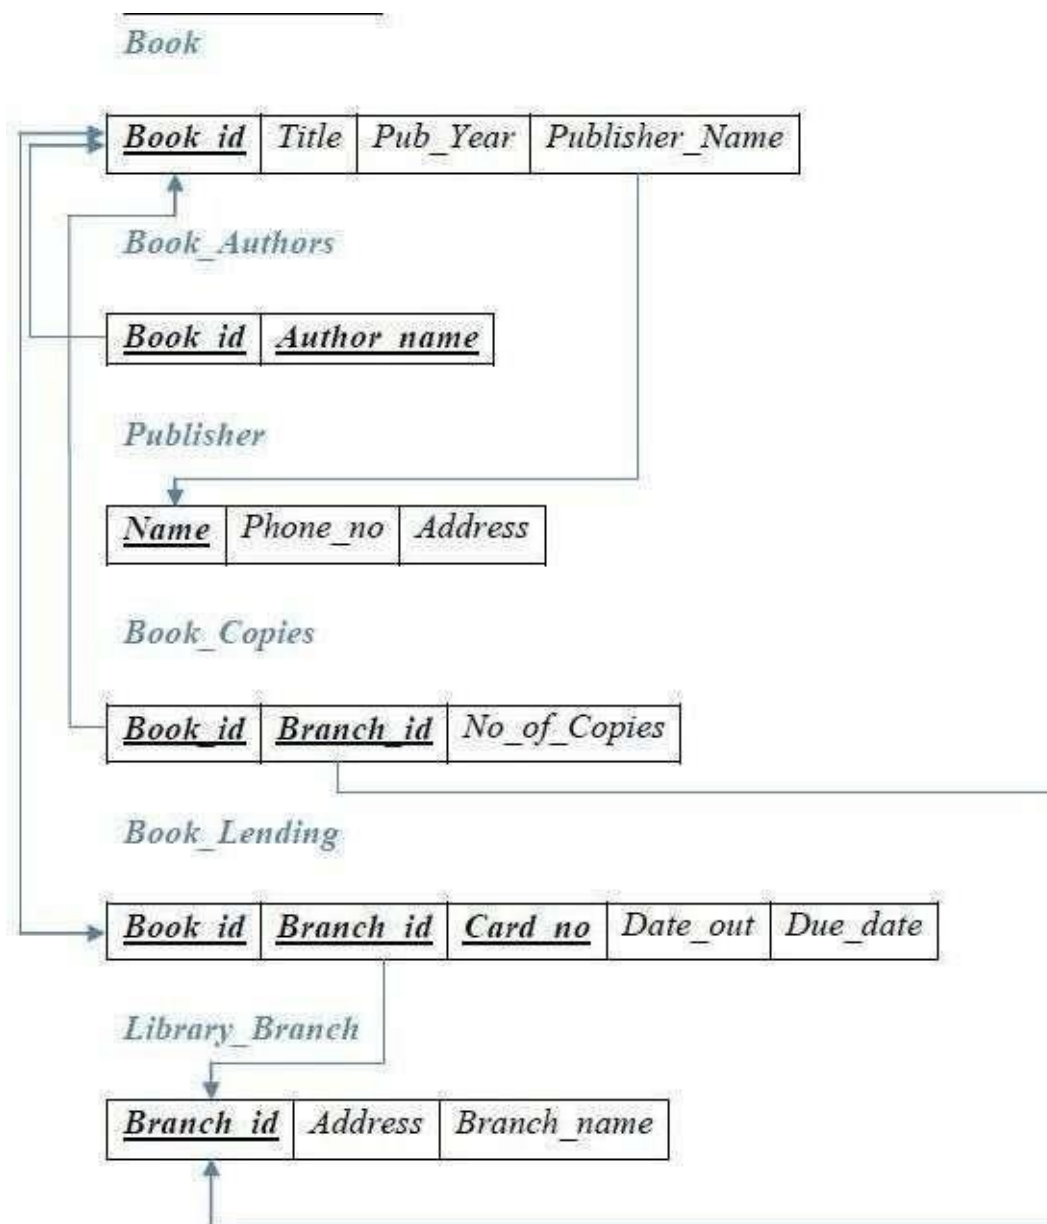 Book
Book_id Title Pub_Year Publisher_Name
Book_Authors
Book_id Author_name
Publisher
Name Phone_no Address
Book_Copies
Book_id Branch_id No_of_Copies
Book_Lending
Book_id Branch_id Card_no Date_out Due_date
Library_Branch
Branch_id Address Branch_name